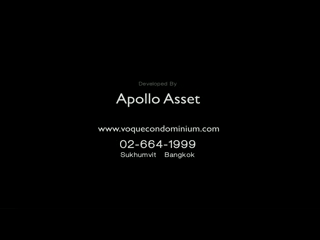 Developed By
Apollo Asset
www.voquecondominium.com
02-664-1999
Sukhumvit Bangkok